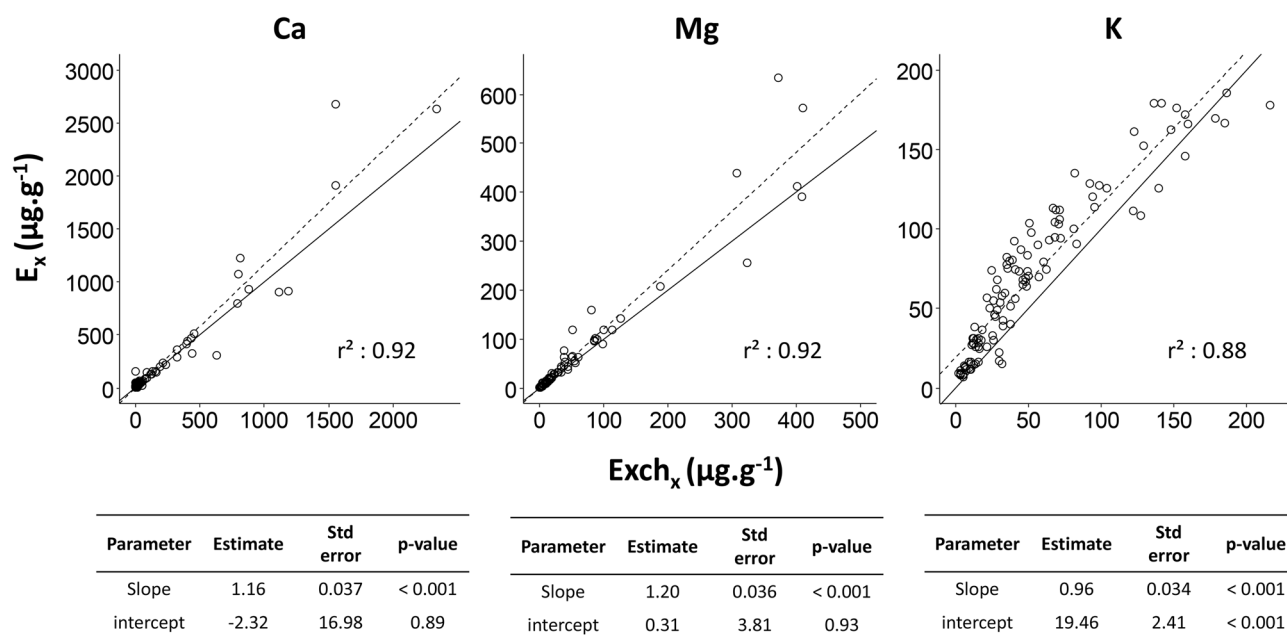 Ca
Mg
K
E_x (µg.g⁻¹)
3000
2500
2000
1500
1000
500
0
0 500 1000 1500 2000
r² : 0.92
600
500
400
300
200
100
0
0 100 200 300 400 500
r² : 0.92
200
150
100
50
0
0 50 100 150 200
r² : 0.88
Exch_x (µg.g⁻¹)
Parameter Estimate Std error p-value
Slope 1.16 0.037 < 0.001
intercept -2.32 16.98 0.89
Parameter Estimate Std error p-value
Slope 1.20 0.036 < 0.001
intercept 0.31 3.81 0.93
Parameter Estimate Std error p-value
Slope 0.96 0.034 < 0.001
intercept 19.46 2.41 < 0.001